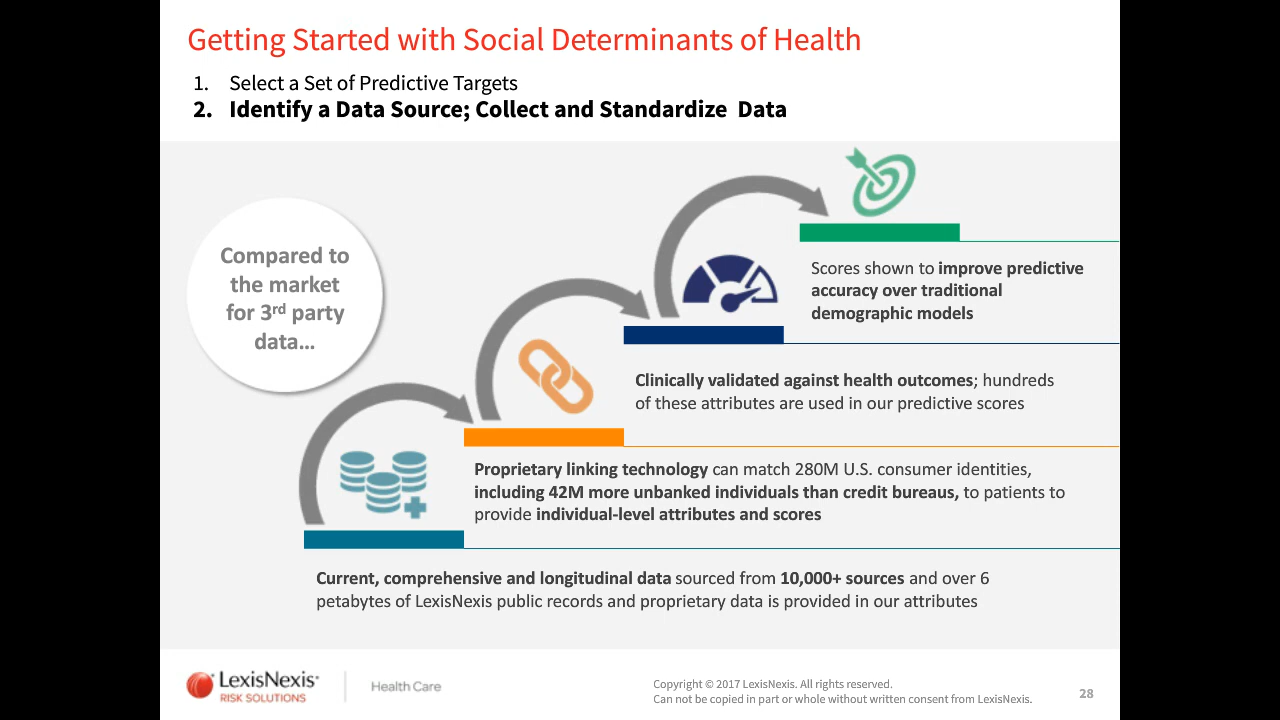 Getting Started with Social Determinants of Health
1. Select a Set of Predictive Targets
2. Identify a Data Source; Collect and Standardize Data
Compared to
the market
for 3rd party
data...
Scores shown to improve predictive
accuracy over traditional
demographic models
Clinically validated against health outcomes; hundreds
of these attributes are used in our predictive scores
Proprietary linking technology can match 280M U.S. consumer identities,
including 42M more unbanked individuals than credit bureaus, to patients to
provide individual-level attributes and scores
Current, comprehensive and longitudinal data sourced from 10,000+ sources and over 6
petabytes of LexisNexis public records and proprietary data is provided in our attributes
LexisNexis®
RISK SOLUTIONS
Health Care
Copyright © 2017 LexisNexis. All rights reserved.
Can not be copied in part or whole without written consent from LexisNexis.
28